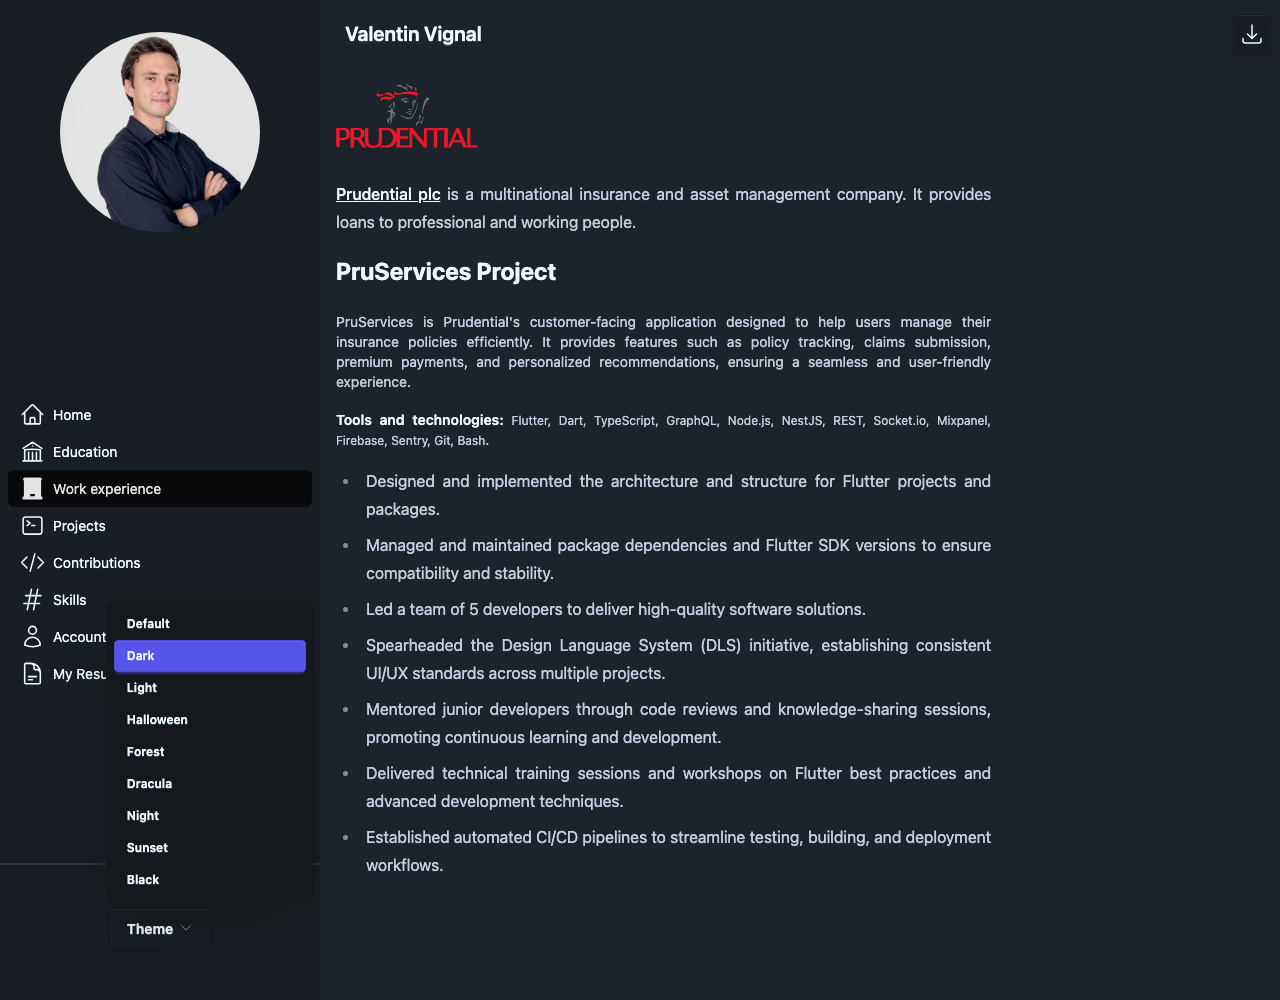 Valentin Vignal
PRUDENTIAL
Prudential plc is a multinational insurance and asset management company. It provides
loans to professional and working people.
PruServices Project
PruServices is Prudential's customer-facing application designed to help users manage their
insurance policies efficiently. It provides features such as policy tracking, claims submission,
premium payments, and personalized recommendations, ensuring a seamless and user-friendly
experience.
Tools and technologies: Flutter, Dart, TypeScript, GraphQL, Node.js, NestJS, REST, Socket.io, Mixpanel,
Firebase, Sentry, Git, Bash.
Designed and implemented the architecture and structure for Flutter projects and
packages.
Managed and maintained package dependencies and Flutter SDK versions to ensure
compatibility and stability.
Led a team of 5 developers to deliver high-quality software solutions.
Spearheaded the Design Language System (DLS) initiative, establishing consistent
UI/UX standards across multiple projects.
Mentored junior developers through code reviews and knowledge-sharing sessions,
promoting continuous learning and development.
Delivered technical training sessions and workshops on Flutter best practices and
advanced development techniques.
Established automated CI/CD pipelines to streamline testing, building, and deployment
workflows.
Home
Education
Work experience
Projects
Contributions
Skills
Account
My Resu
Default
Dark
Light
Halloween
Forest
Dracula
Night
Sunset
Black
Theme